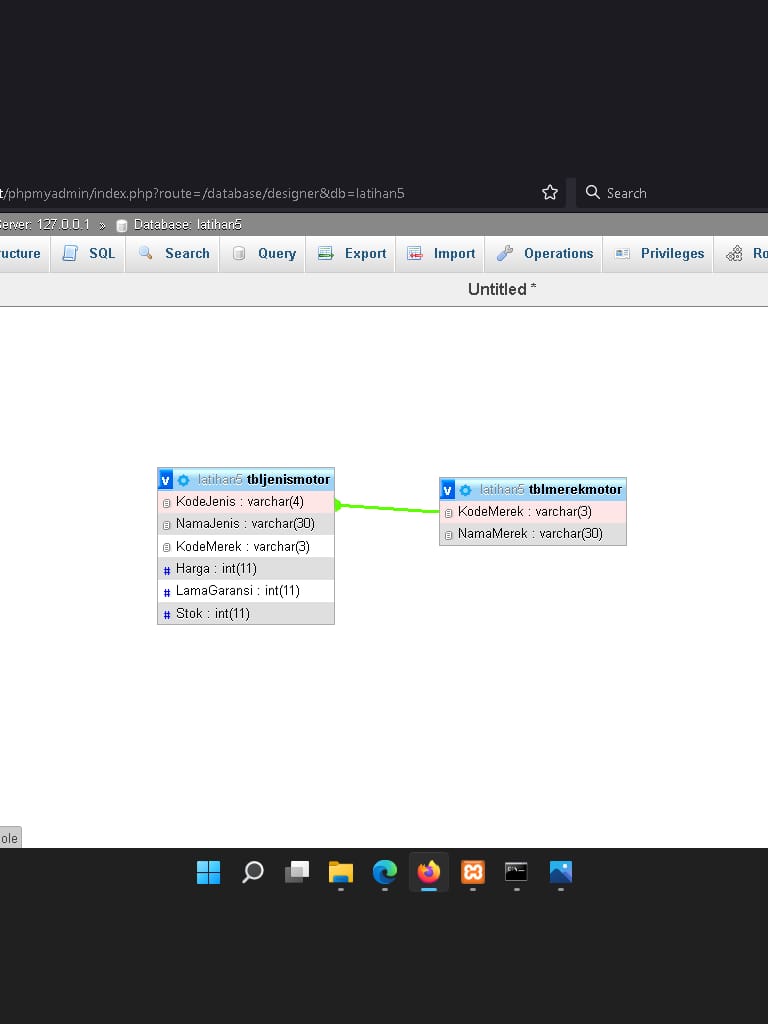 t/phpmyadmin/index.php?route=/database/designer&db=latihan5
Search
Server: 127.0.0.1 » Database: latihan5
ructure SQL Search Query Export Import Operations Privileges Ro
Untitled *
v latihan5 tbljenismotor
KodeJenis : varchar(4)
NamaJenis : varchar(30)
KodeMerek : varchar(3)
# Harga : int(11)
# LamaGaransi : int(11)
# Stok : int(11)
v latihan5 tblmerekmotor
KodeMerek : varchar(3)
NamaMerek : varchar(30)
ole